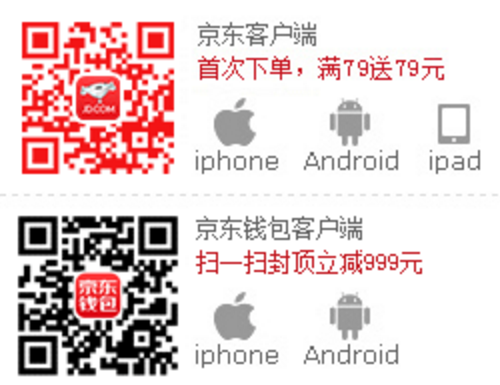 京东客户端
首次下单，满79送79元
JD.COM
iphone Android ipad
京东钱包客户端
扫一扫封顶立减999元
京东
钱包
iphone Android